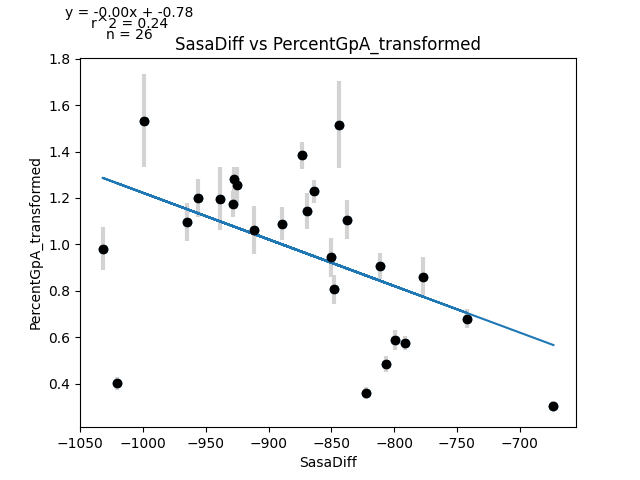 y = -0.00x + -0.78
r^2 = 0.24
n = 26
SasaDiff vs PercentGpA_transformed
PercentGpA_transformed
1.8
1.6
1.4
1.2
1.0
0.8
0.6
0.4
−1050
−1000
−950
−900
−850
−800
−750
−700
SasaDiff